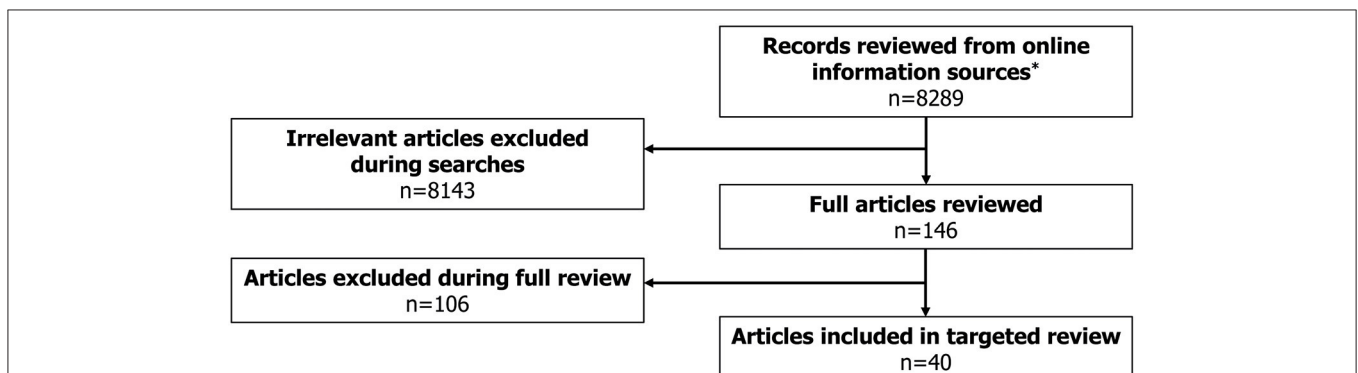 Records reviewed from online
information sources*
n=8289
Irrelevant articles excluded
during searches
n=8143
Full articles reviewed
n=146
Articles excluded during full review
n=106
Articles included in targeted review
n=40